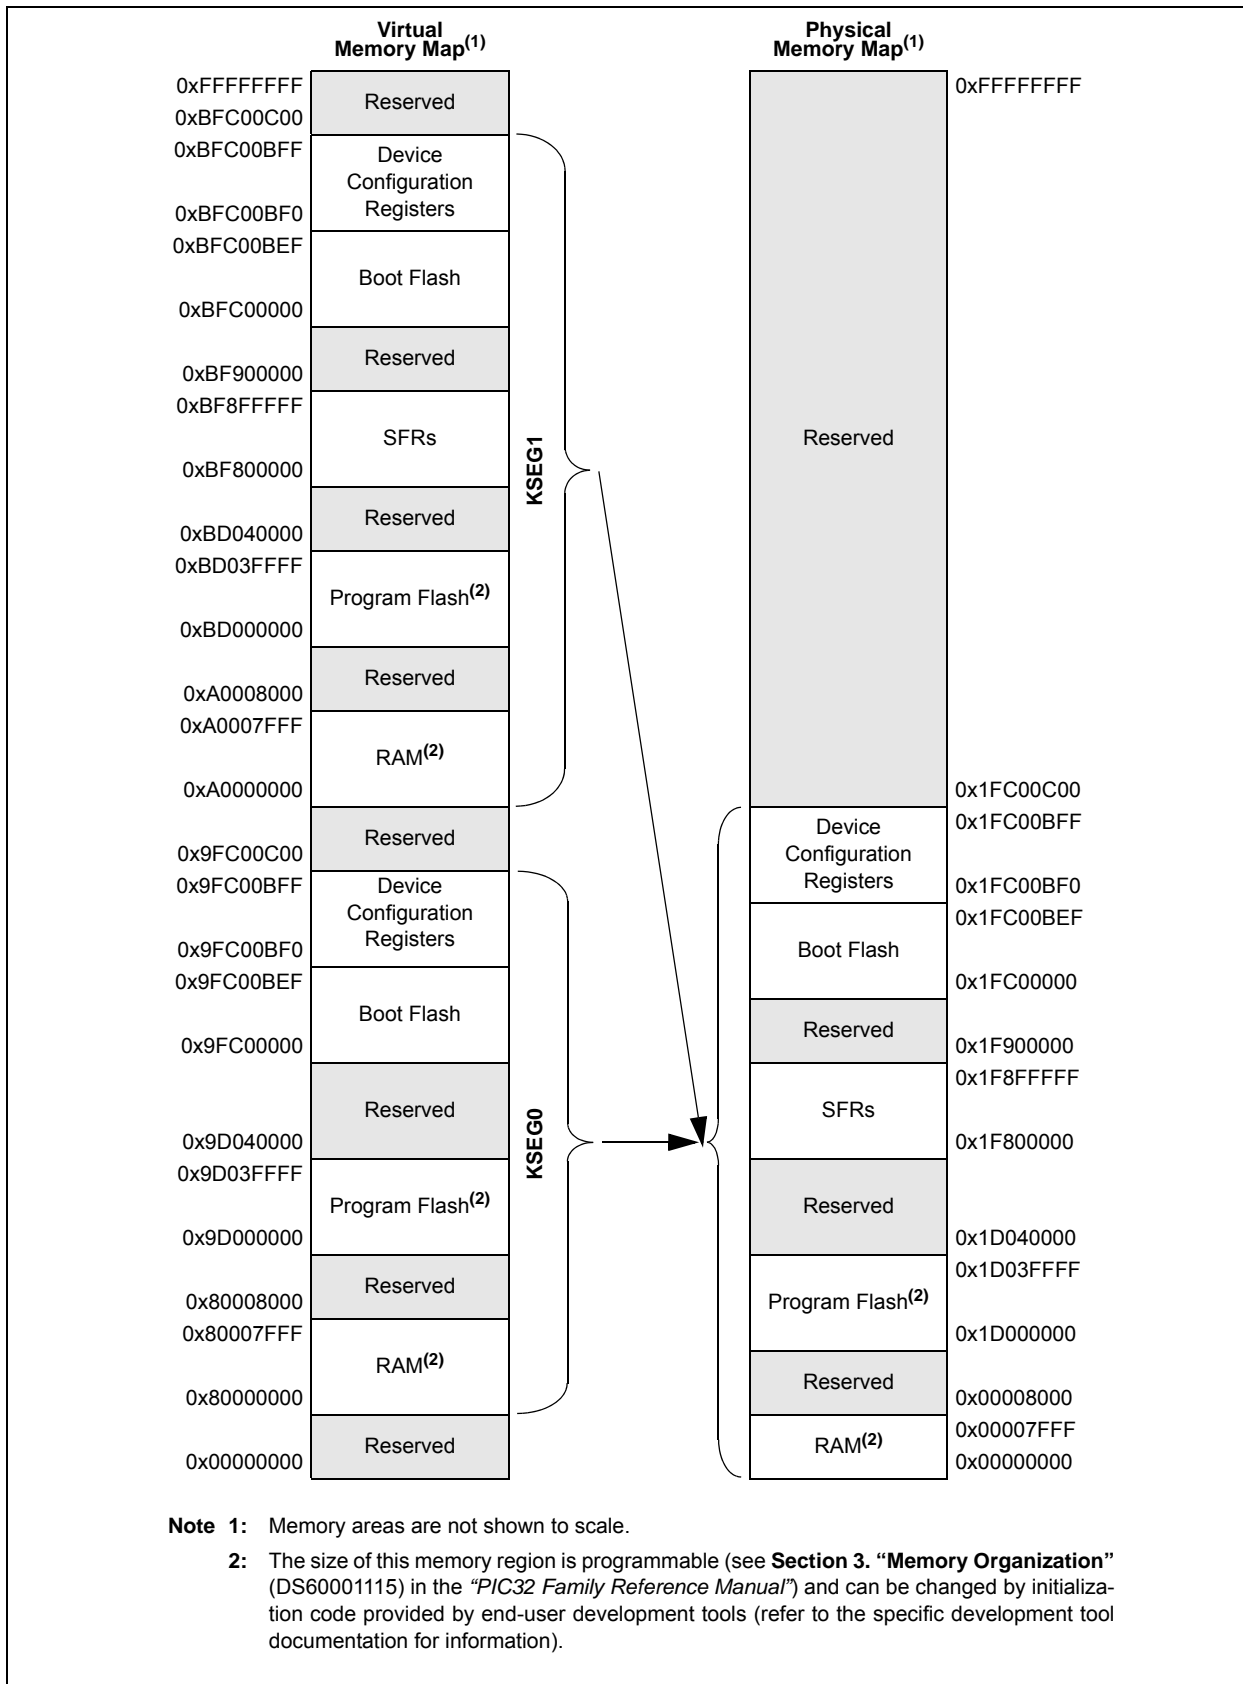 Virtual
Memory Map(1)
Physical
Memory Map(1)
0xFFFFFFFF
Reserved
0xBFC00C00
0xBFC00BFF
Device
Configuration
Registers
0xBFC00BF0
0xBFC00BEF
Boot Flash
0xBFC00000
Reserved
0xBF900000
0xBF8FFFFF
SFRs
0xBF800000
Reserved
0xBD040000
0xBD03FFFF
Program Flash(2)
0xBD000000
Reserved
0xA0008000
0xA0007FFF
RAM(2)
0xA0000000
KSEG1
Reserved
0x9FC00C00
0x9FC00BFF
Device
Configuration
Registers
0x9FC00BF0
0x9FC00BEF
Boot Flash
0x9FC00000
Reserved
0x9D040000
0x9D03FFFF
Program Flash(2)
0x9D000000
Reserved
0x80008000
0x80007FFF
RAM(2)
0x80000000
KSEG0
Reserved
0x00000000
0xFFFFFFFF
Reserved
0x1FC00C00
0x1FC00BFF
Device
Configuration
Registers
0x1FC00BF0
0x1FC00BEF
Boot Flash
0x1FC00000
Reserved
0x1F900000
0x1F8FFFFF
SFRs
0x1F800000
Reserved
0x1D040000
0x1D03FFFF
Program Flash(2)
0x1D000000
Reserved
0x00008000
0x00007FFF
RAM(2)
0x00000000
Note 1: Memory areas are not shown to scale.
2: The size of this memory region is programmable (see Section 3. “Memory Organization”
(DS60001115) in the “PIC32 Family Reference Manual”) and can be changed by initializa-
tion code provided by end-user development tools (refer to the specific development tool
documentation for information).